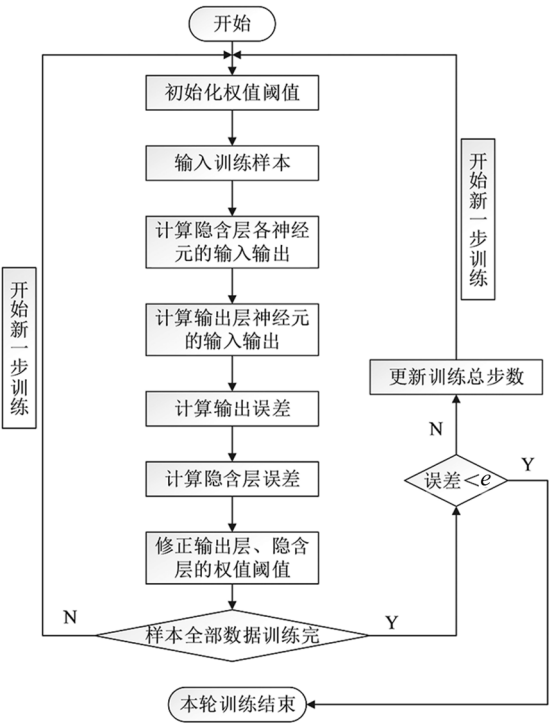 开始
初始化权值阈值
输入训练样本
计算隐含层各神经
元的输入输出
计算输出层神经元
的输入输出
计算输出误差
计算隐含层误差
修正输出层、隐含
层的权值阈值
样本全部数据训练完
N
Y
开始新一步训练
误差<e
N
Y
更新训练总步数
开始新一步训练
本轮训练结束